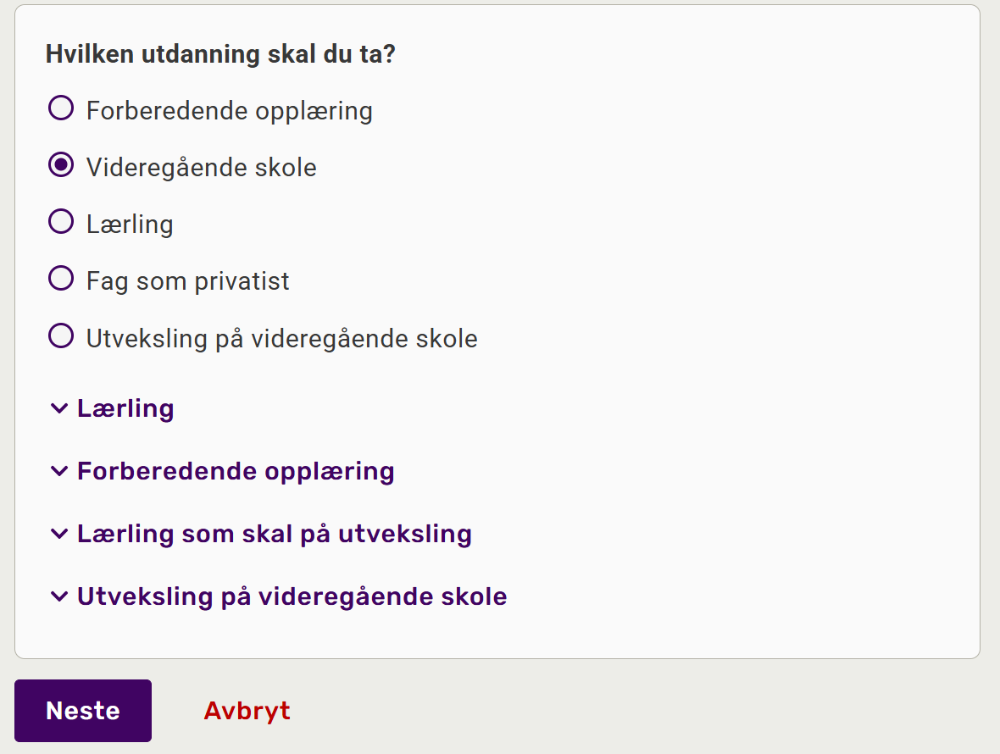 Hvilken utdanning skal du ta?
Forberedende opplæring
Videregående skole
Lærling
Fag som privatist
Utveksling på videregående skole
Lærling
Forberedende opplæring
Lærling som skal på utveksling
Utveksling på videregående skole
Neste
Avbryt